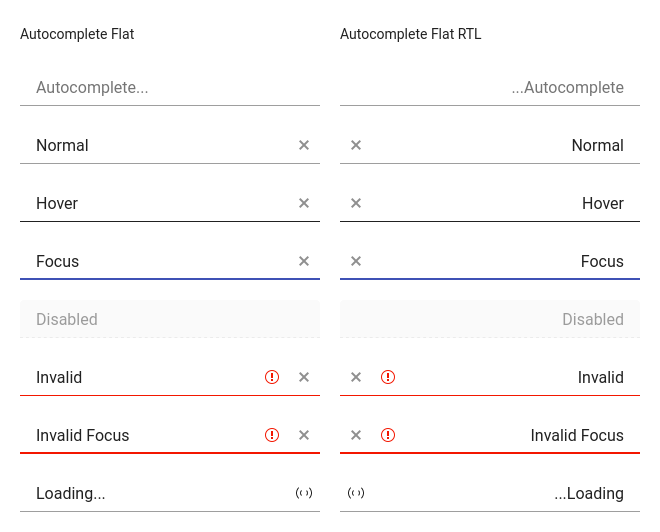 Autocomplete Flat
Autocomplete...
Normal
Hover
Focus
Disabled
Invalid
Invalid Focus
Loading...
Autocomplete Flat RTL
...Autocomplete
Normal
Hover
Focus
Disabled
Invalid
Invalid Focus
...Loading